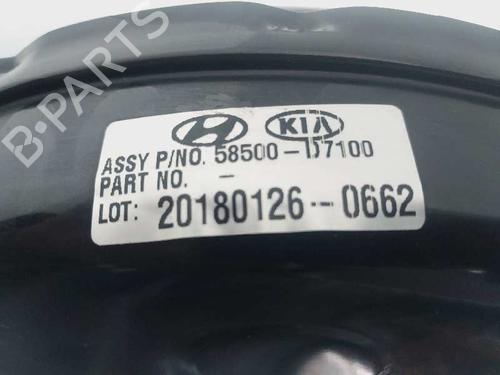 KIA
ASSY P/NO. 58500-D7100
PART NO. -
LOT: 20180126-0662
B-PARTS